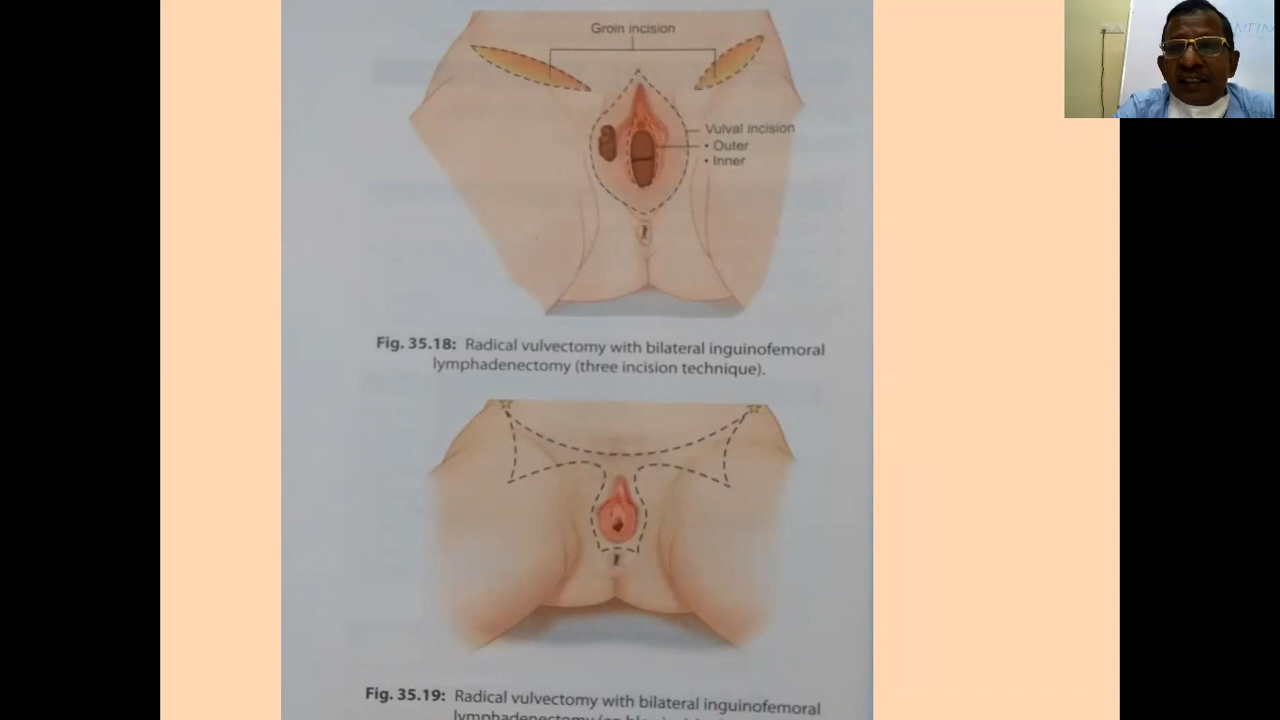 Groin incision
Vulval incision
• Outer
• Inner
Fig. 35.18: Radical vulvectomy with bilateral inguinofemoral
lymphadenectomy (three incision technique).
Fig. 35.19: Radical vulvectomy with bilateral inguinofemoral
lymphadenectomy